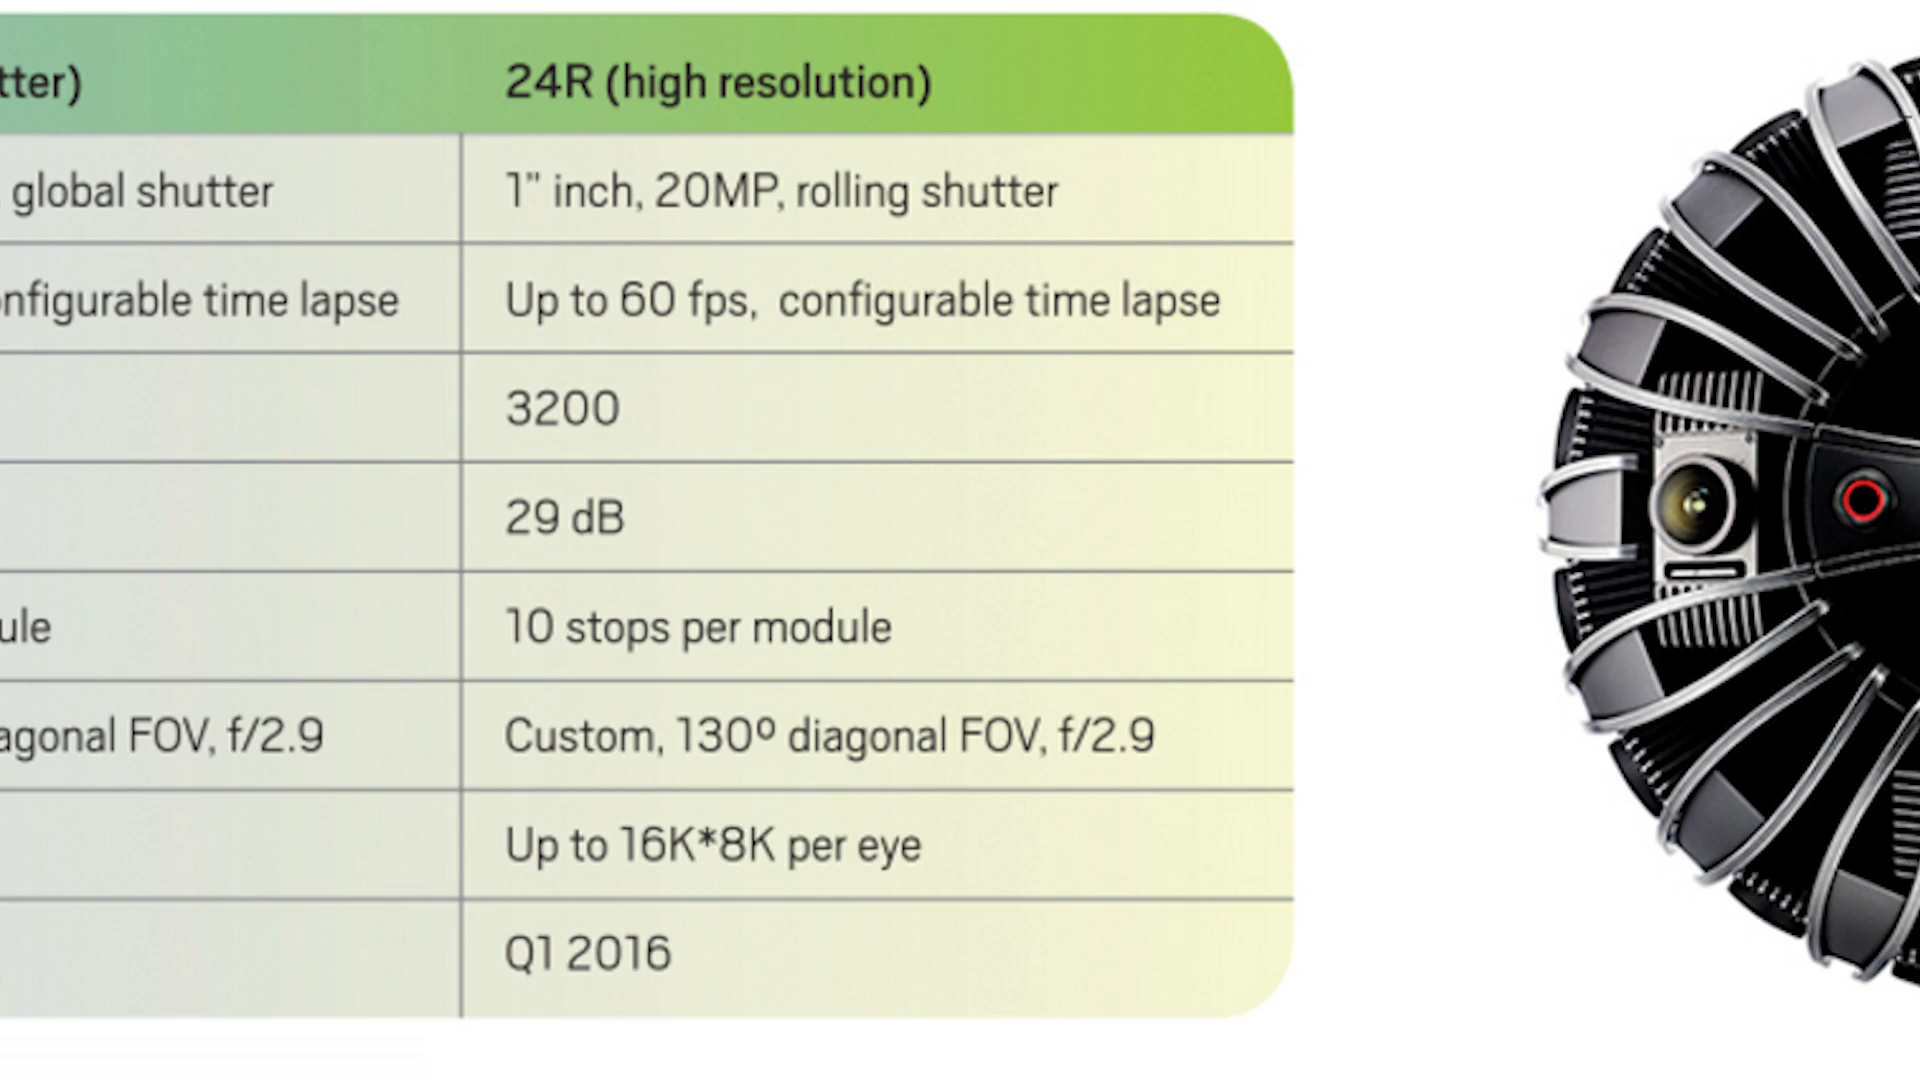 tter) 24R (high resolution)
, global shutter 1” inch, 20MP, rolling shutter
onfigurable time lapse Up to 60 fps, configurable time lapse
3200
29 dB
ule 10 stops per module
agonal FOV, f/2.9 Custom, 130º diagonal FOV, f/2.9
Up to 16K*8K per eye
Q1 2016